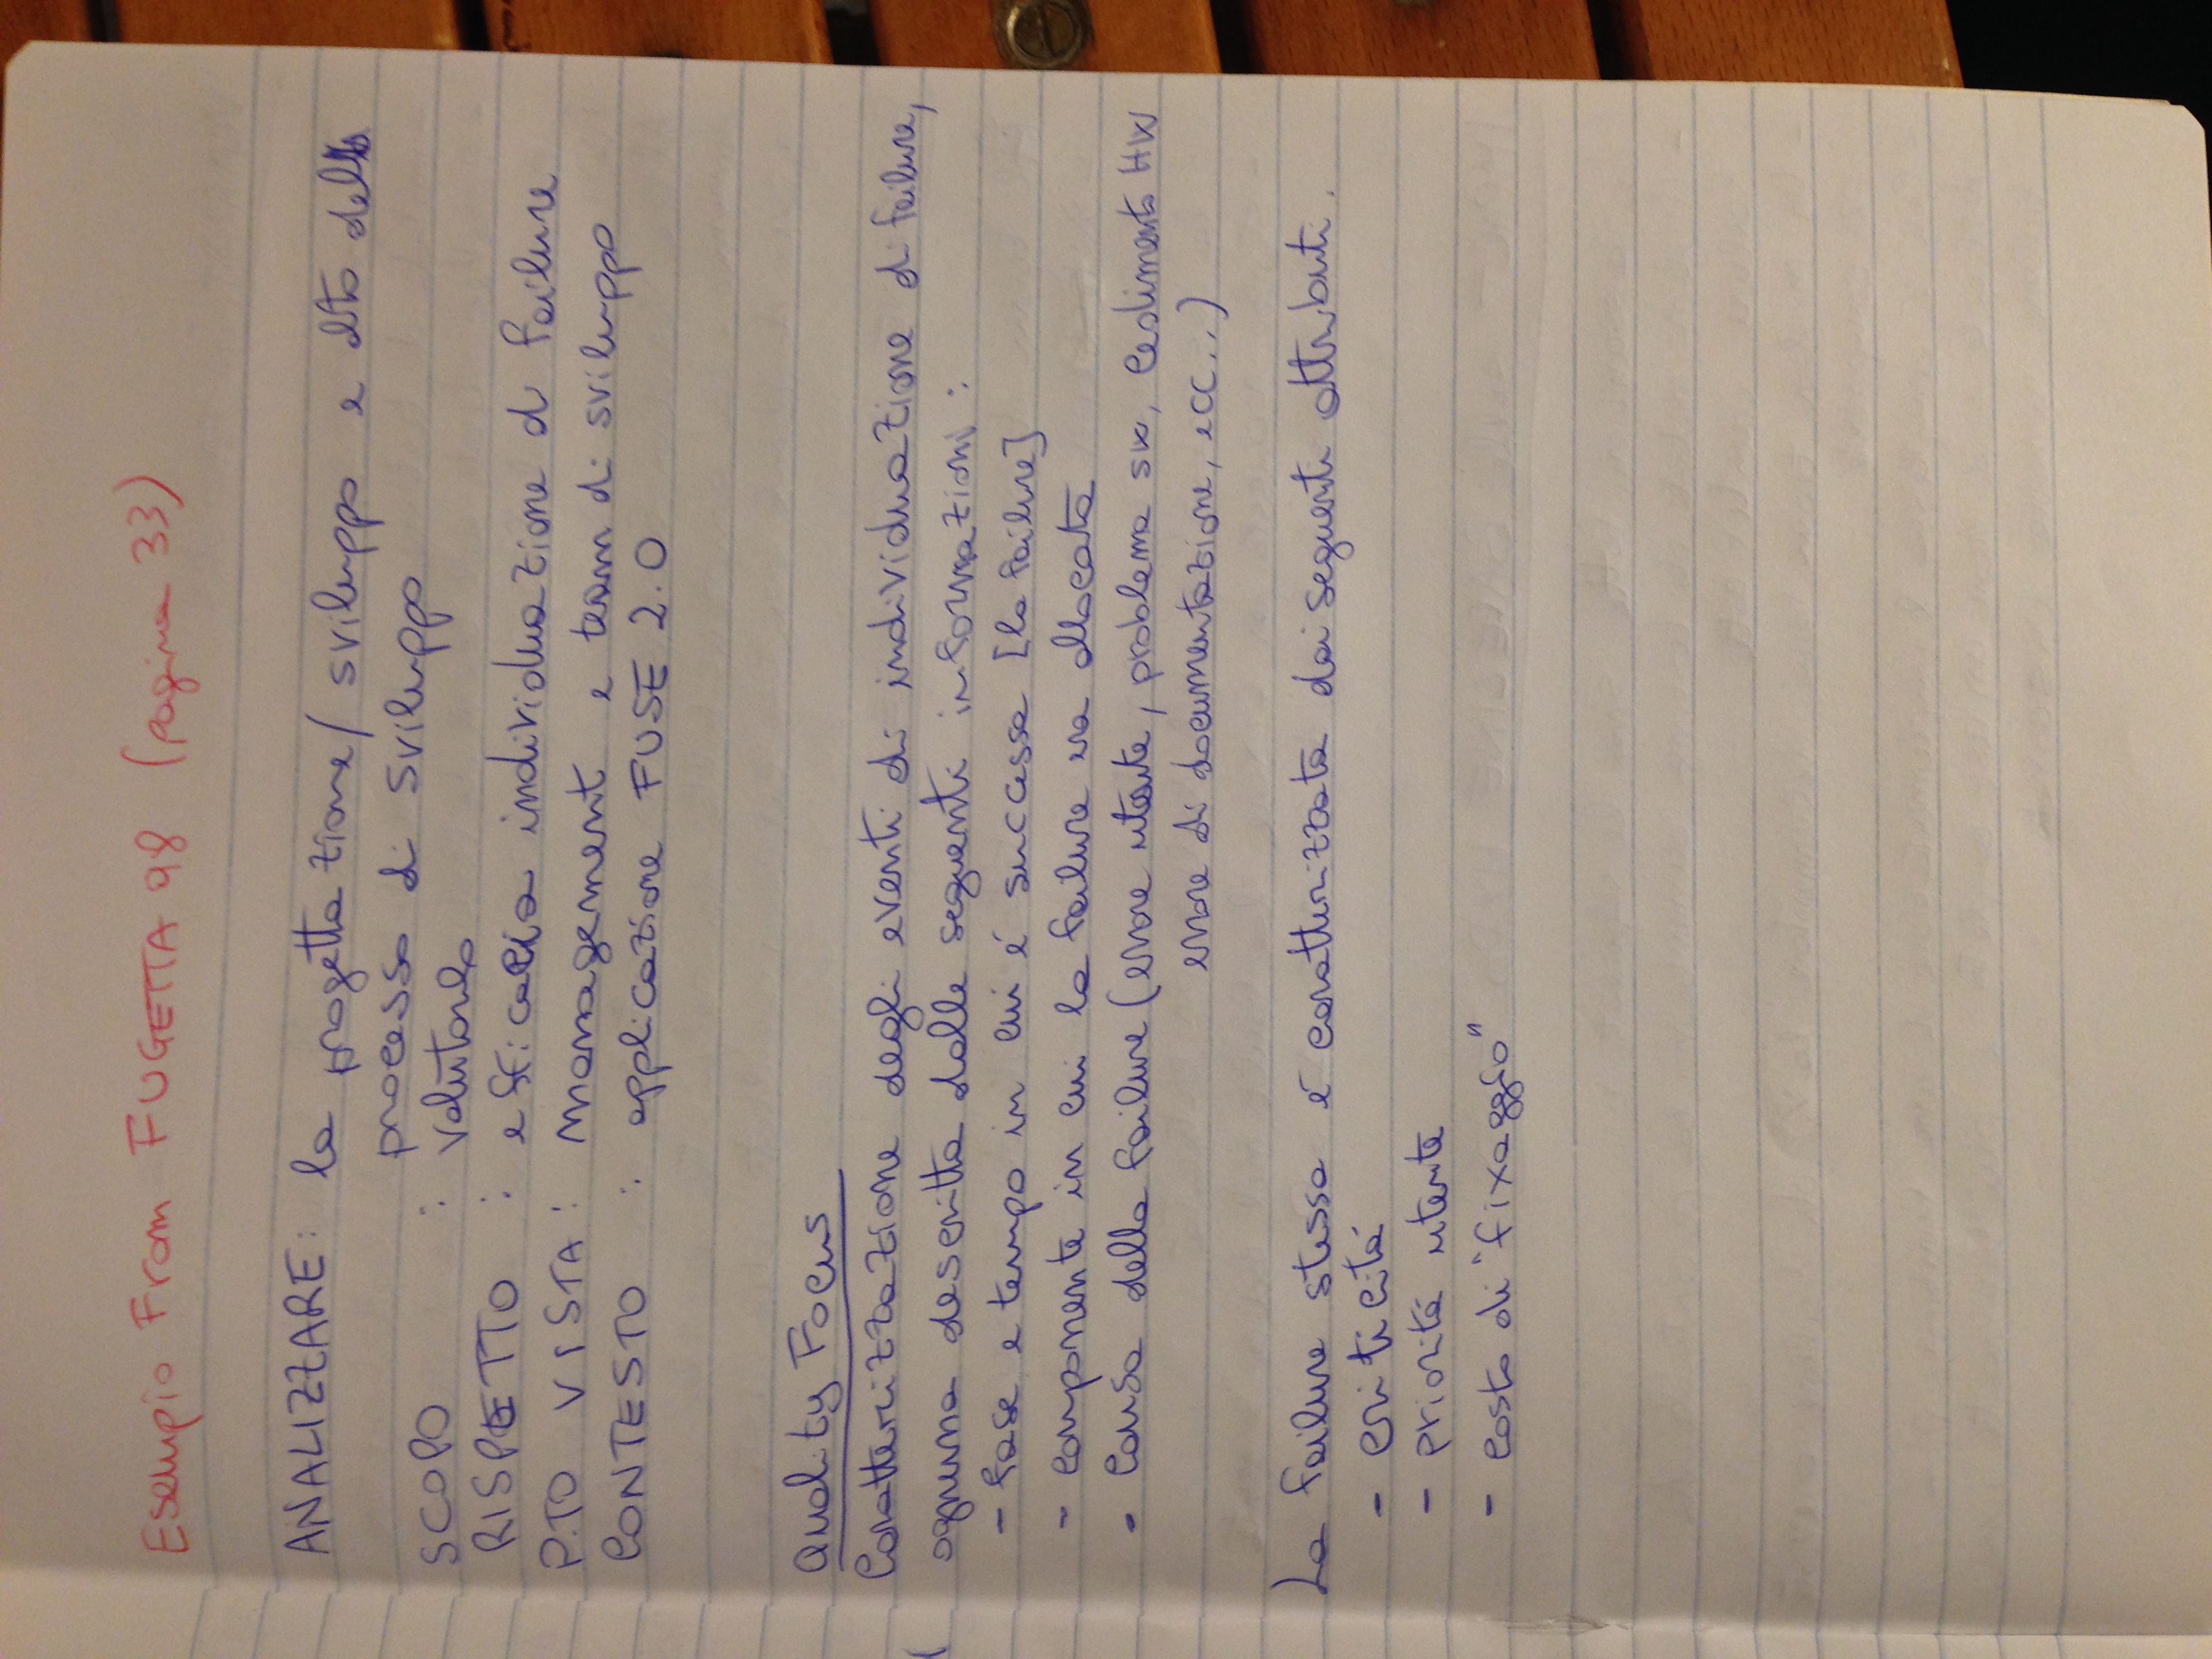 Esempio From FUGETTA 98 (pagina 33)
ANALIZZARE: la progettazione/ sviluppo e del
processo di sviluppo
SCOPO : valutarlo
RISPETTO : efficacia individuazione di failure
P.TO VISTA : management e team di sviluppo
CONTESTO : applicazione FUSE 2.0
Quality Focus
Caratterizzazione degli eventi di individuazione di failure,
ognuna descritta dalle seguenti informazioni :
- fase e tempo in cui é successa [la failure]
- componente in cui la failure era allocata
- causa della failure (errore utente, problema sw, cedimento HW
errore di documentazione, ecc..)
La failure stessa é caratterizzata dai seguenti attributi.
- criticitá
- prioritá utente
- costo di "fixaggio"